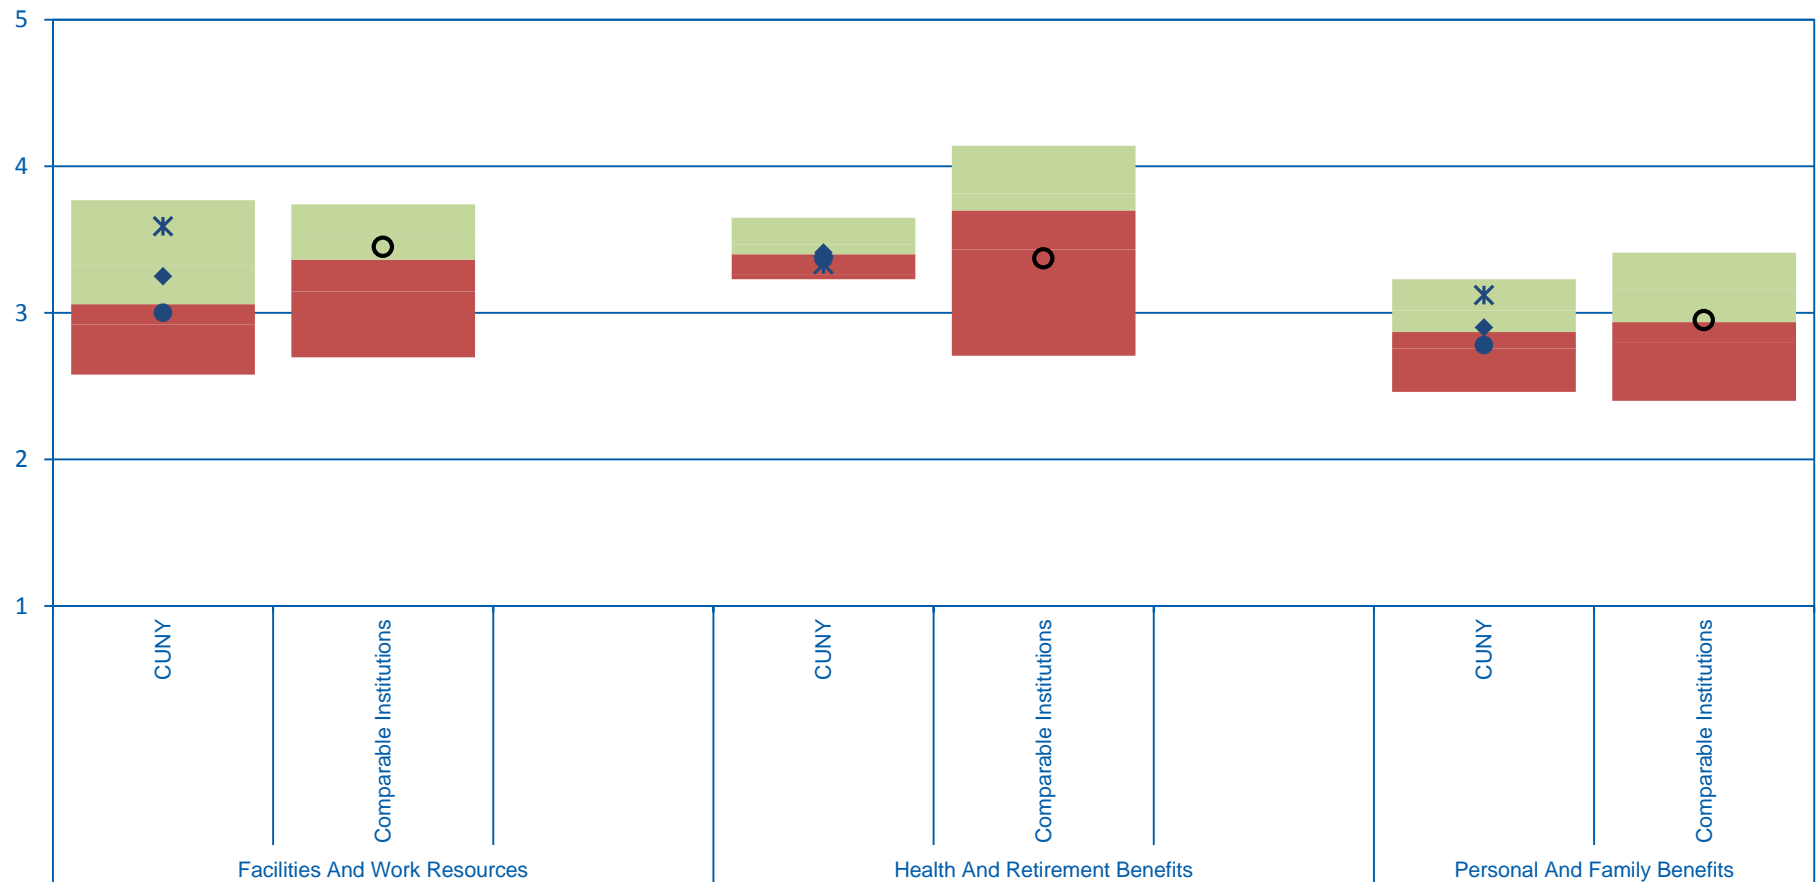 5
4
3
2
1
CUNY
Comparable Institutions
CUNY
Comparable Institutions
CUNY
Comparable Institutions
Facilities And Work Resources
Health And Retirement Benefits
Personal And Family Benefits